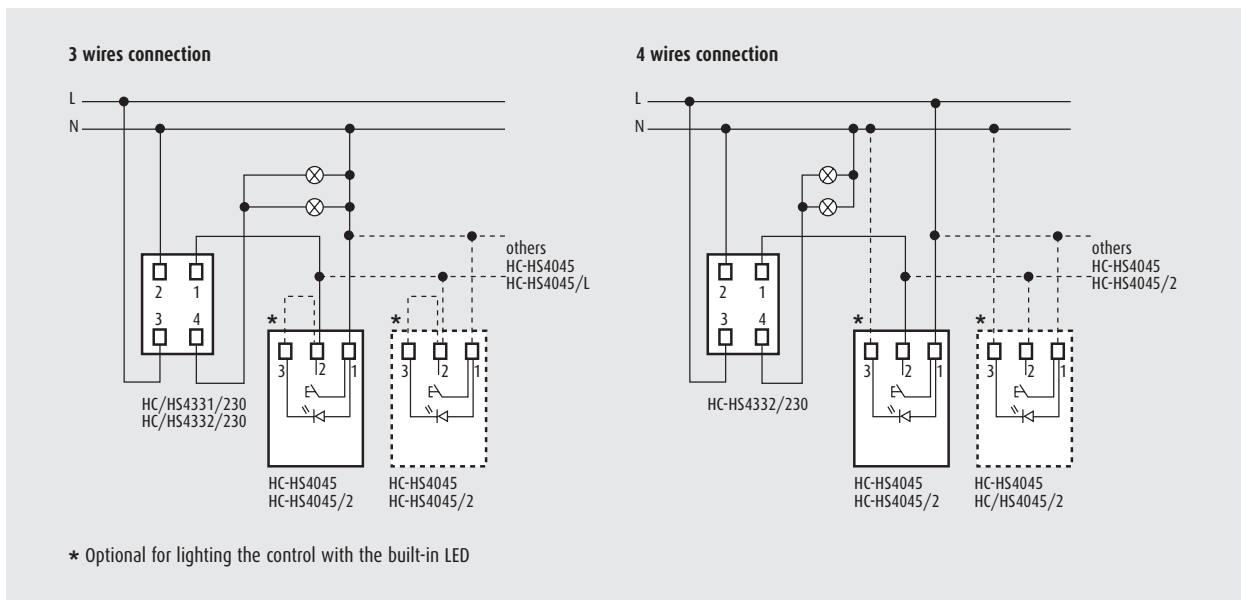 3 wires connection
L
N
2 1
3 4
HC/HS4331/230
HC/HS4332/230
*
3 2 1
HC-HS4045
HC-HS4045/2
*
3 2 1
HC-HS4045
HC-HS4045/2
others
HC-HS4045
HC-HS4045/L
4 wires connection
L
N
2 1
3 4
HC-HS4332/230
*
3 2 1
HC-HS4045
HC-HS4045/2
*
3 2 1
HC-HS4045
HC/HS4045/2
others
HC-HS4045
HC-HS4045/2
* Optional for lighting the control with the built-in LED